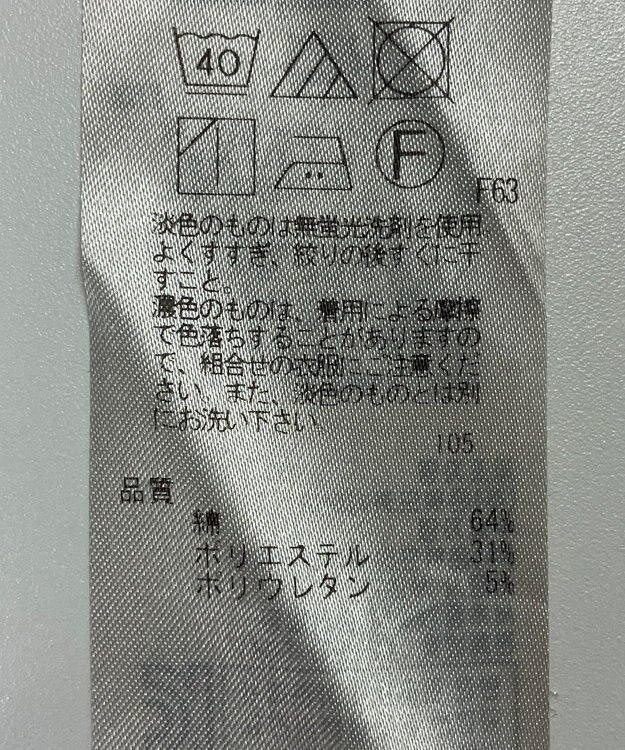 40
F
F63
淡色のものは無蛍光洗剤を使用
よくすすぎ、絞りの後すぐに干
すこと。
濃色のものは、着用による摩擦
で色落ちすることがありますの
で、組合せの衣服にご注意くだ
さい。また、淡色のものとは別
にお洗い下さい
105
品質
綿 64%
ポリエステル 31%
ポリウレタン 5%